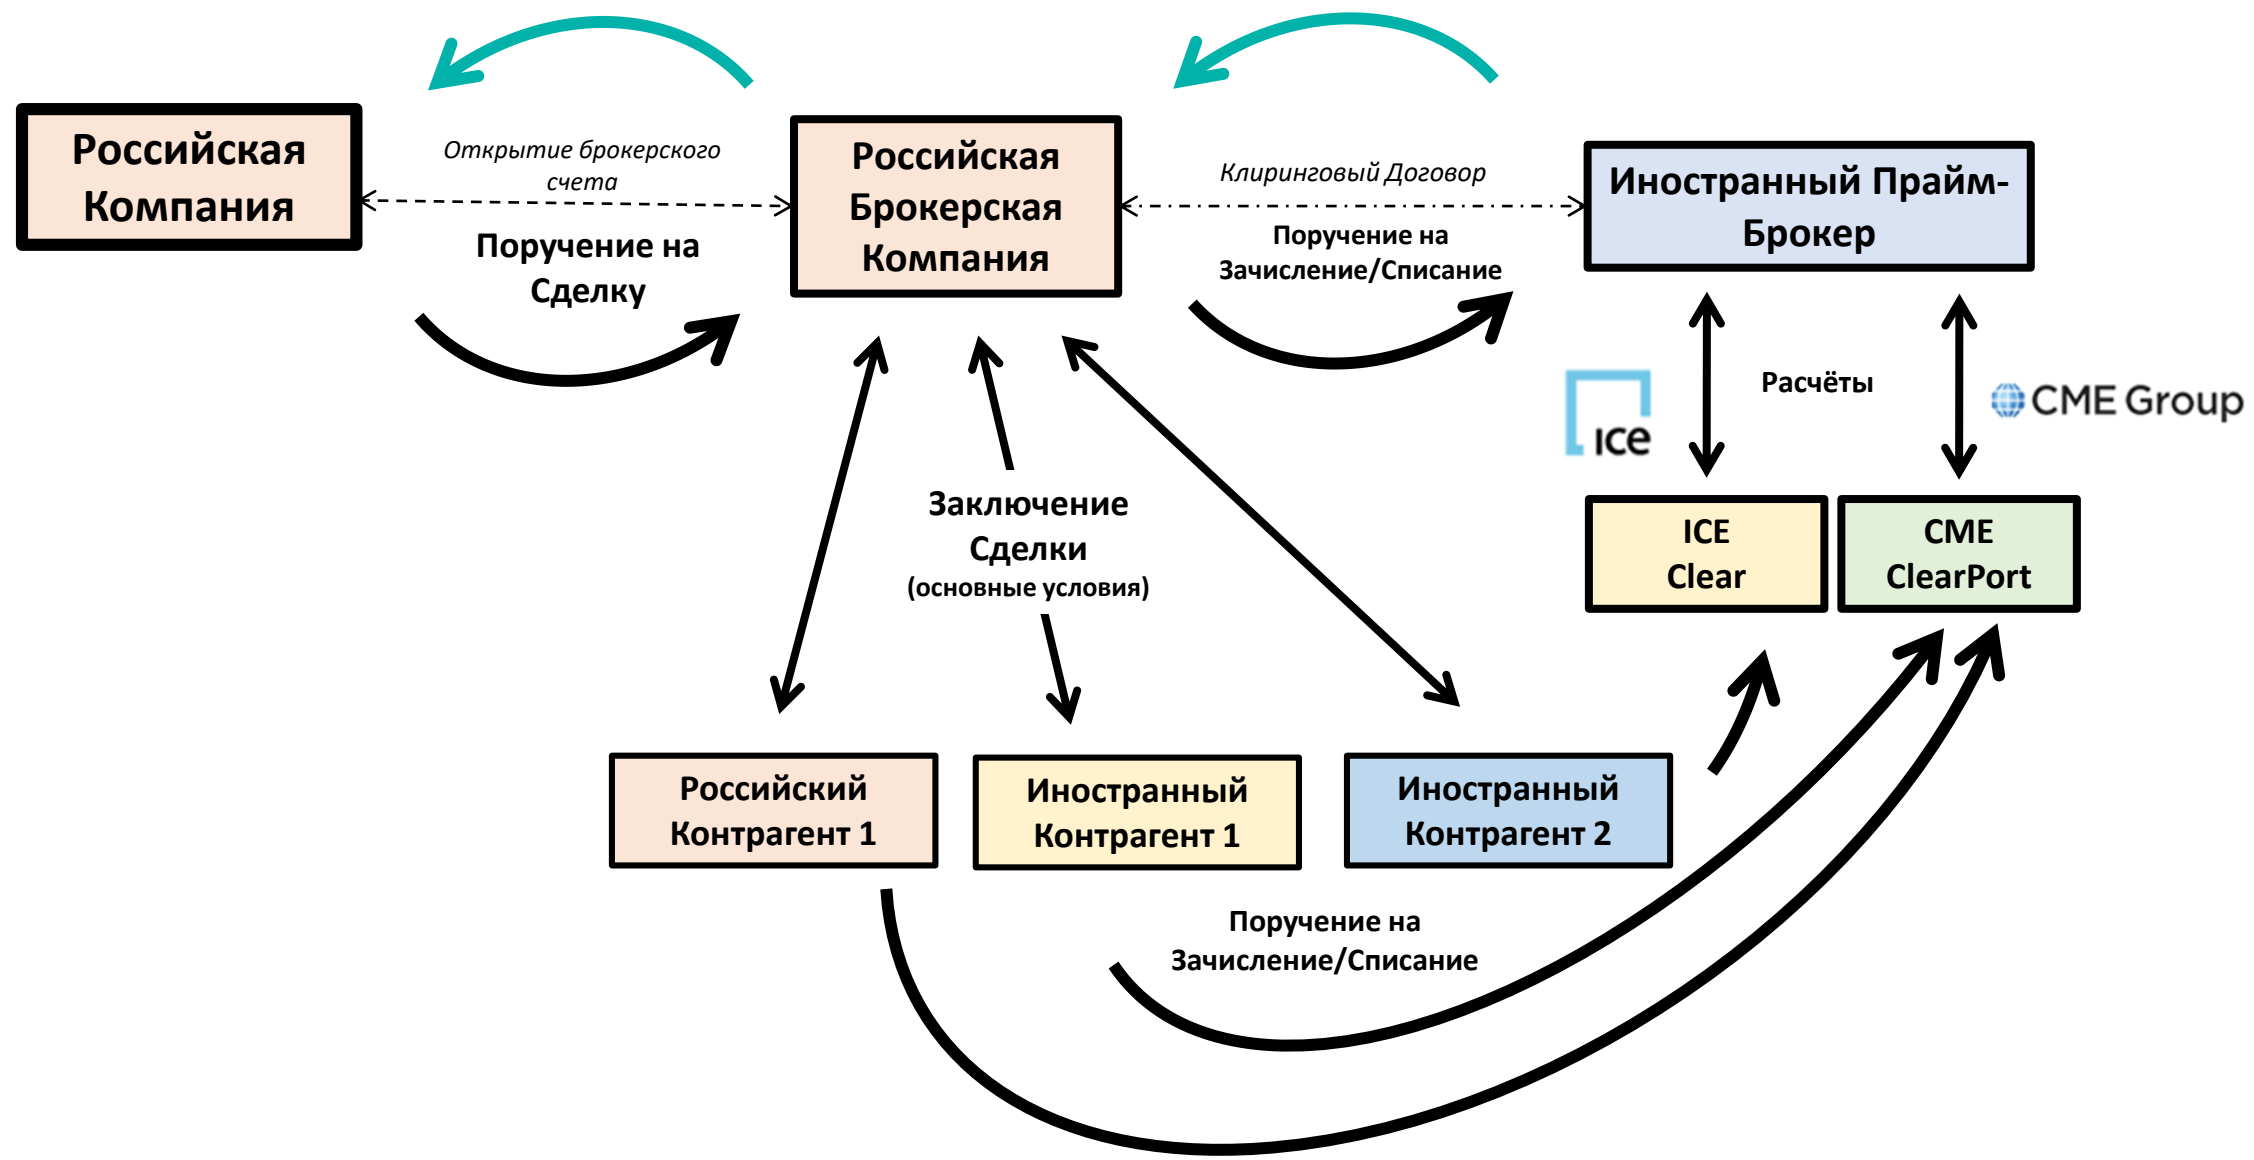 Российская
Компания
Открытие брокерского
счета
Поручение на
Сделку
Российская
Брокерская
Компания
Клиринговый Договор
Поручение на
Зачисление/Списание
Иностранный Прайм-
Брокер
ice
Расчёты
CME Group
ICE
Clear
CME
ClearPort
Заключение
Сделки
(основные условия)
Российский
Контрагент 1
Иностранный
Контрагент 1
Иностранный
Контрагент 2
Поручение на
Зачисление/Списание